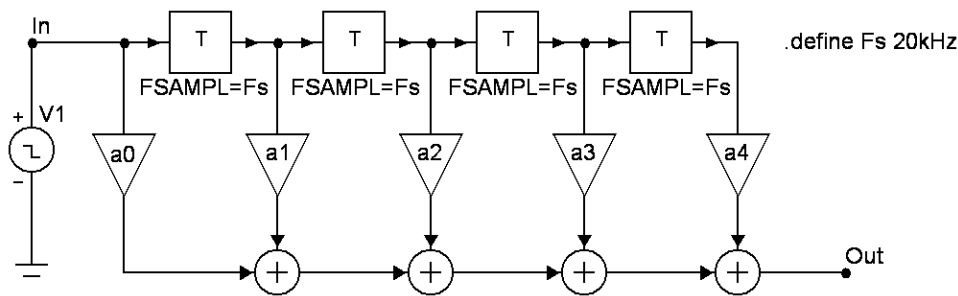 In
T
T
T
T
.define Fs 20kHz
FSAMPL=Fs
FSAMPL=Fs
FSAMPL=Fs
FSAMPL=Fs
+
V1
−
a0
a1
a2
a3
a4
+
+
+
+
Out